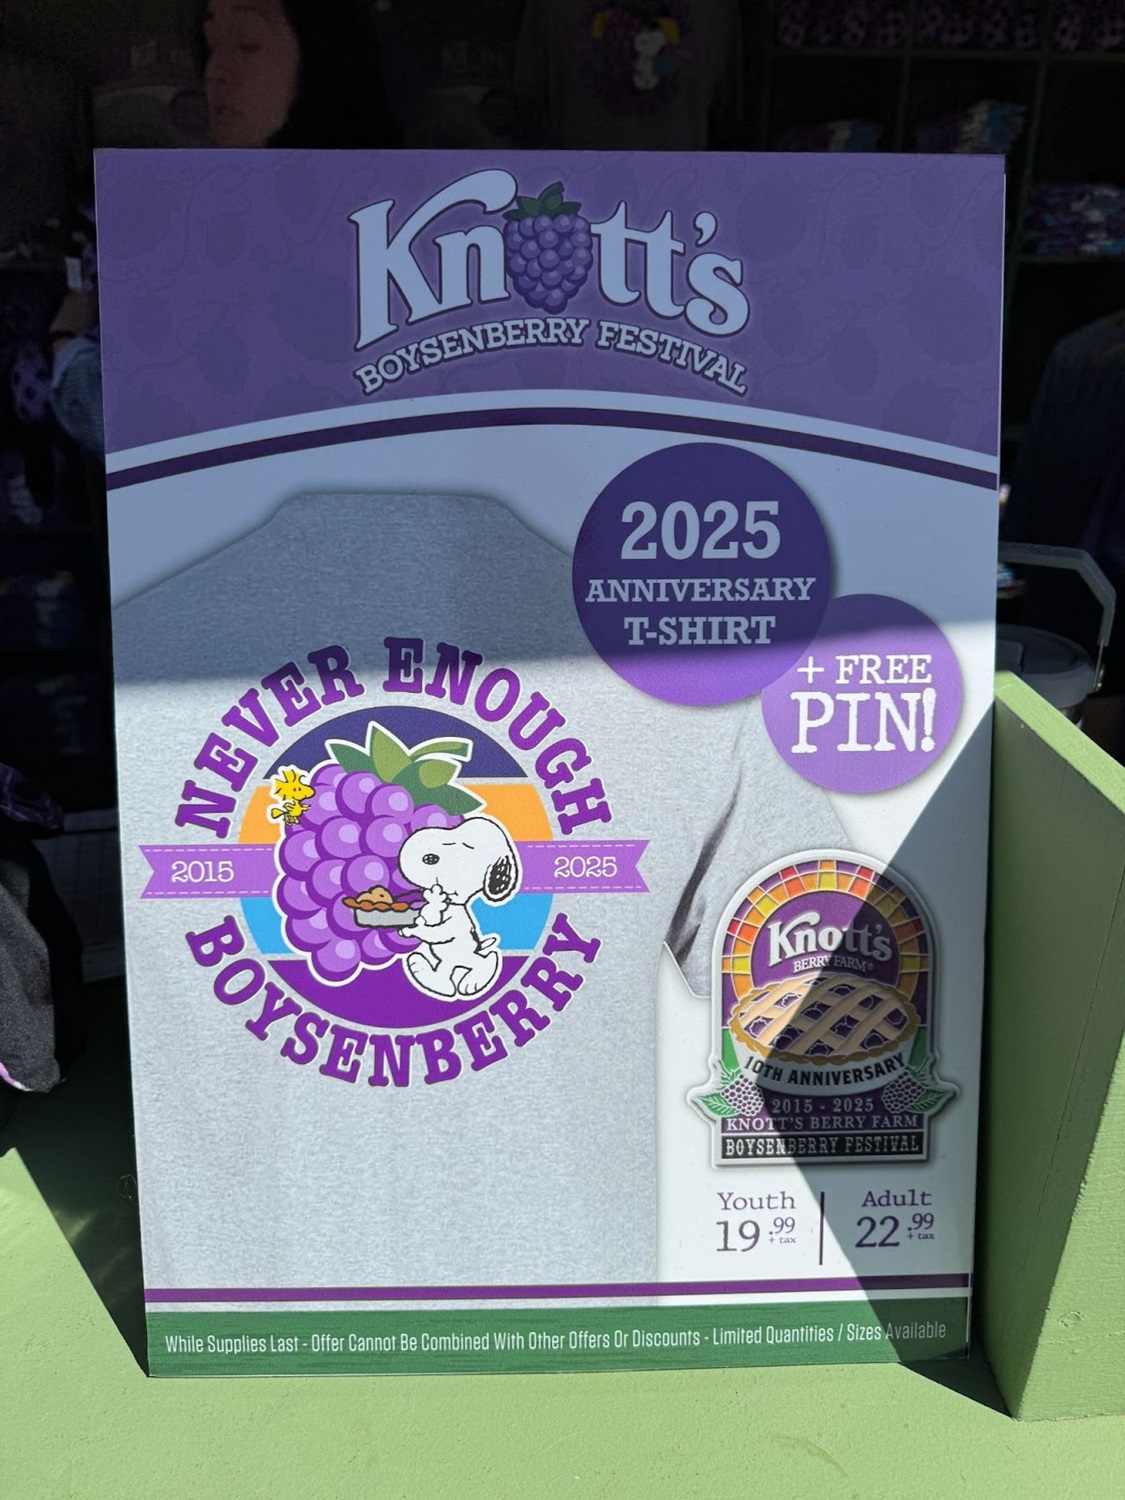 Knott's
BOYSENBERRY FESTIVAL
2025
ANNIVERSARY
T-SHIRT
+ FREE
PIN!
NEVER ENOUGH
2015
2025
BOYSENBERRY
Knott's
BERRY FARM®
10TH ANNIVERSARY
2015 - 2025
KNOTT'S BERRY FARM
BOYSENBERRY FESTIVAL
Youth
19.99
+ tax
Adult
22.99
+ tax
While Supplies Last - Offer Cannot Be Combined With Other Offers Or Discounts - Limited Quantities / Sizes Available